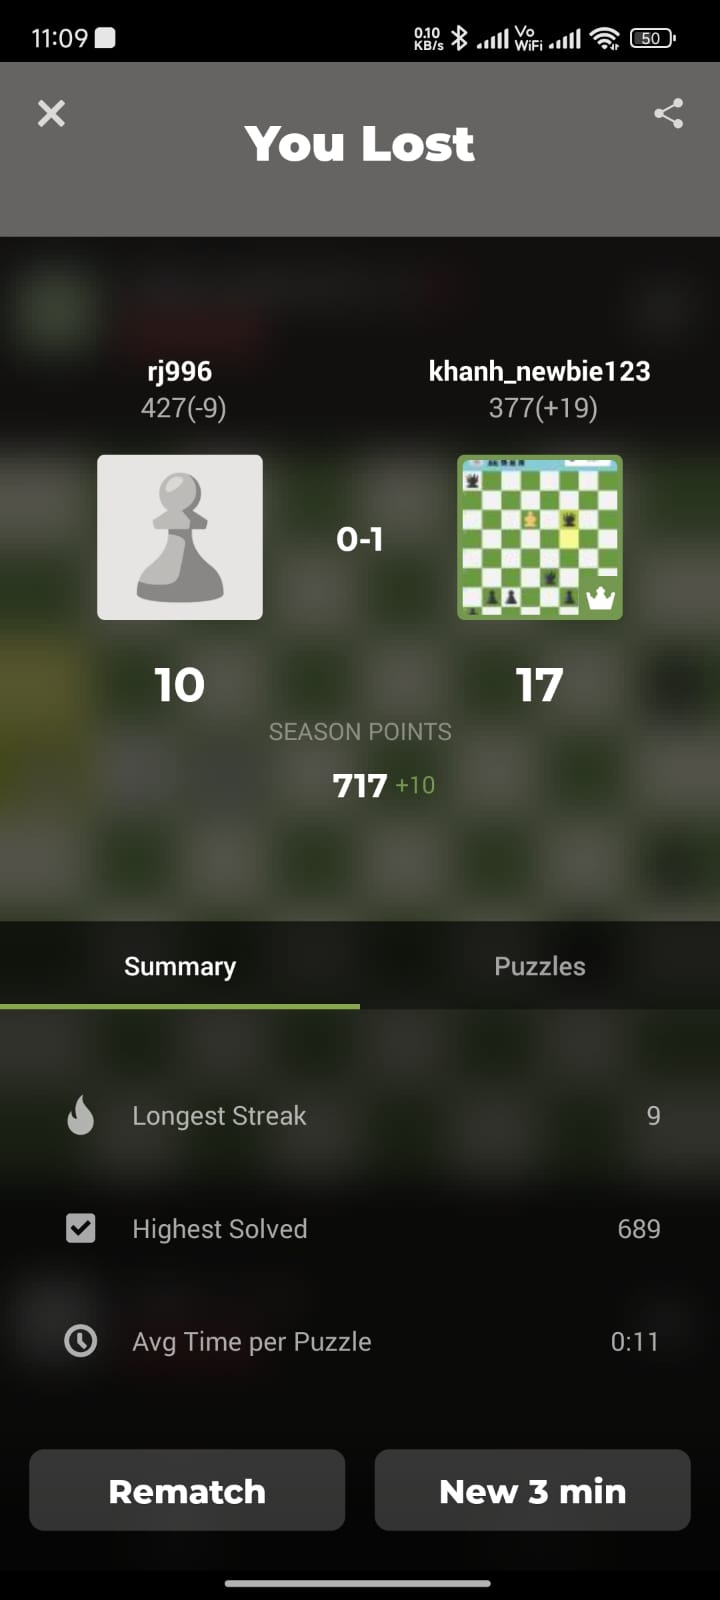 11:09
0.10
KB/s
Vo
WiFi
50
You Lost
rj996
427(-9)
khanh_newbie123
377(+19)
0-1
10
17
SEASON POINTS
717 +10
Summary
Puzzles
Longest Streak 9
Highest Solved 689
Avg Time per Puzzle 0:11
Rematch
New 3 min